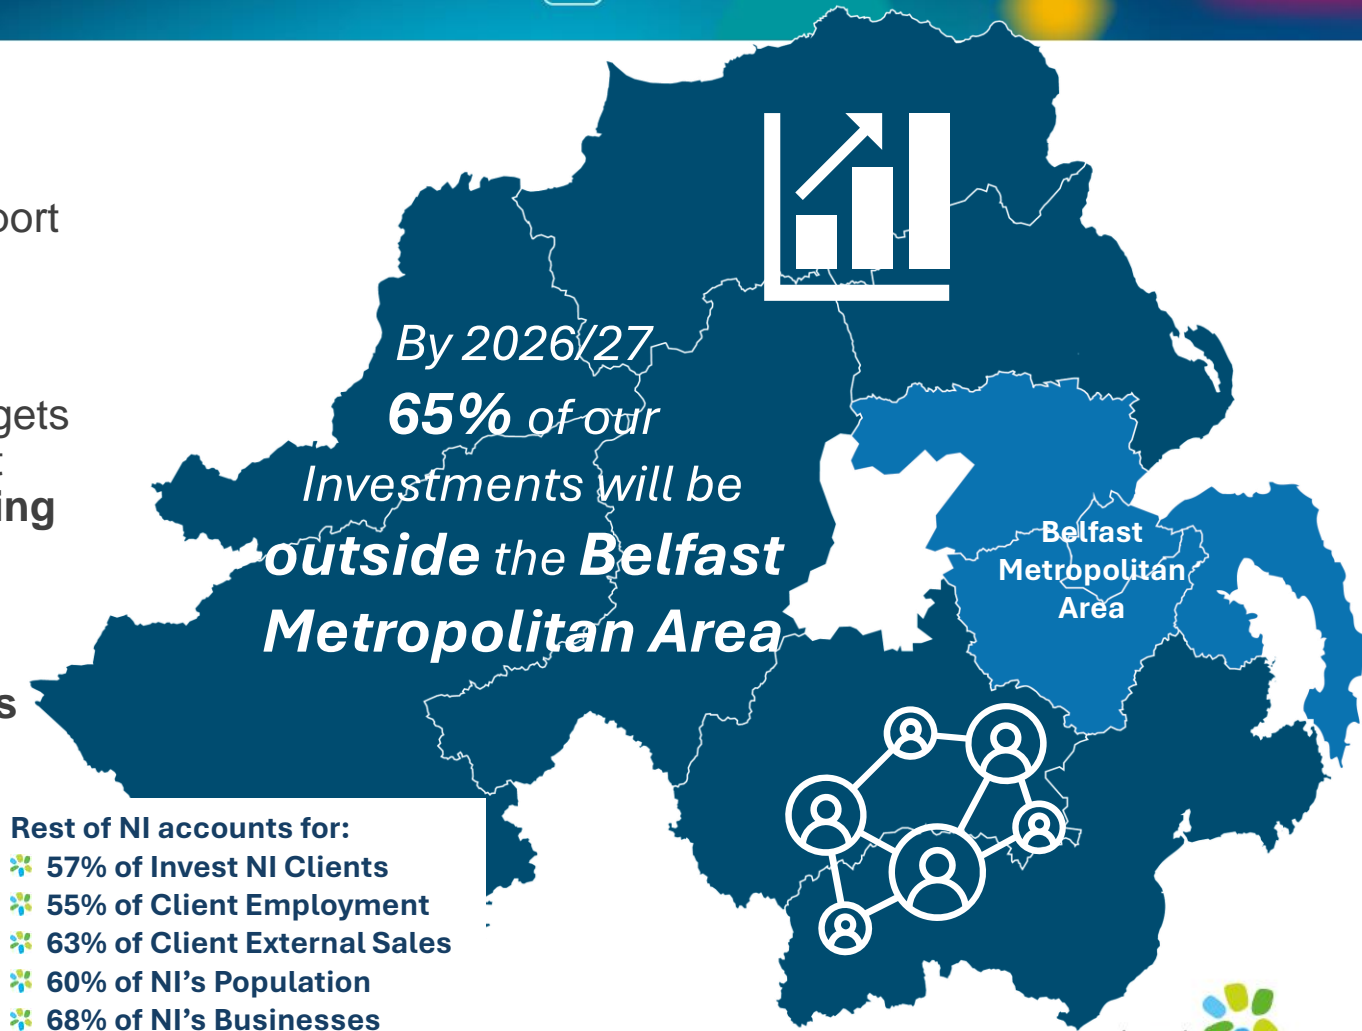 port
gets
ing
s
By 2026/27
65% of our
Investments will be
outside the Belfast
Metropolitan Area
Belfast
Metropolitan
Area
Rest of NI accounts for:
57% of Invest NI Clients
55% of Client Employment
63% of Client External Sales
60% of NI's Population
68% of NI's Businesses